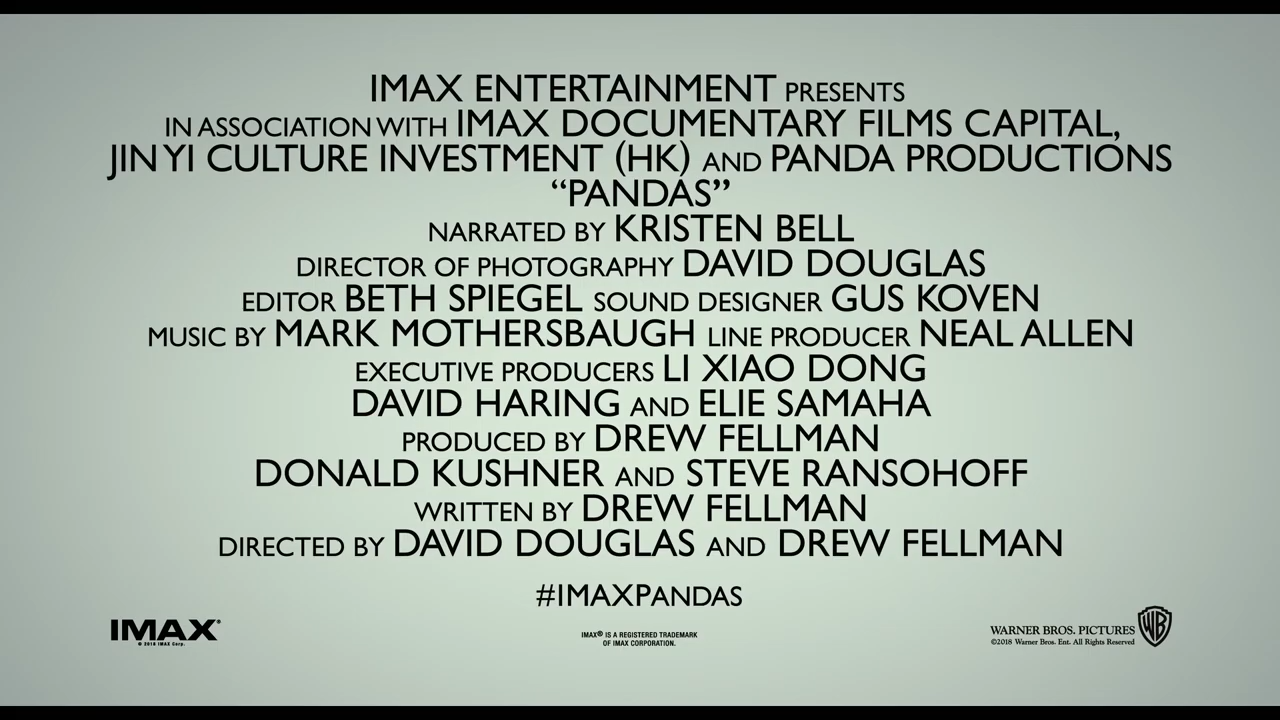 IMAX ENTERTAINMENT PRESENTS
IN ASSOCIATION WITH IMAX DOCUMENTARY FILMS CAPITAL,
JIN YI CULTURE INVESTMENT (HK) AND PANDA PRODUCTIONS
“PANDAS”
NARRATED BY KRISTEN BELL
DIRECTOR OF PHOTOGRAPHY DAVID DOUGLAS
EDITOR BETH SPIEGEL SOUND DESIGNER GUS KOVEN
MUSIC BY MARK MOTHERSBAUGH LINE PRODUCER NEAL ALLEN
EXECUTIVE PRODUCERS LI XIAO DONG
DAVID HARING AND ELIE SAMAHA
PRODUCED BY DREW FELLMAN
DONALD KUSHNER AND STEVE RANSOHOFF
WRITTEN BY DREW FELLMAN
DIRECTED BY DAVID DOUGLAS AND DREW FELLMAN
#IMAXPANDAS
IMAX®
© 2018 IMAX Corp.
IMAX® IS A REGISTERED TRADEMARK
OF IMAX CORPORATION.
WARNER BROS. PICTURES WB
©2018 Warner Bros. Ent. All Rights Reserved